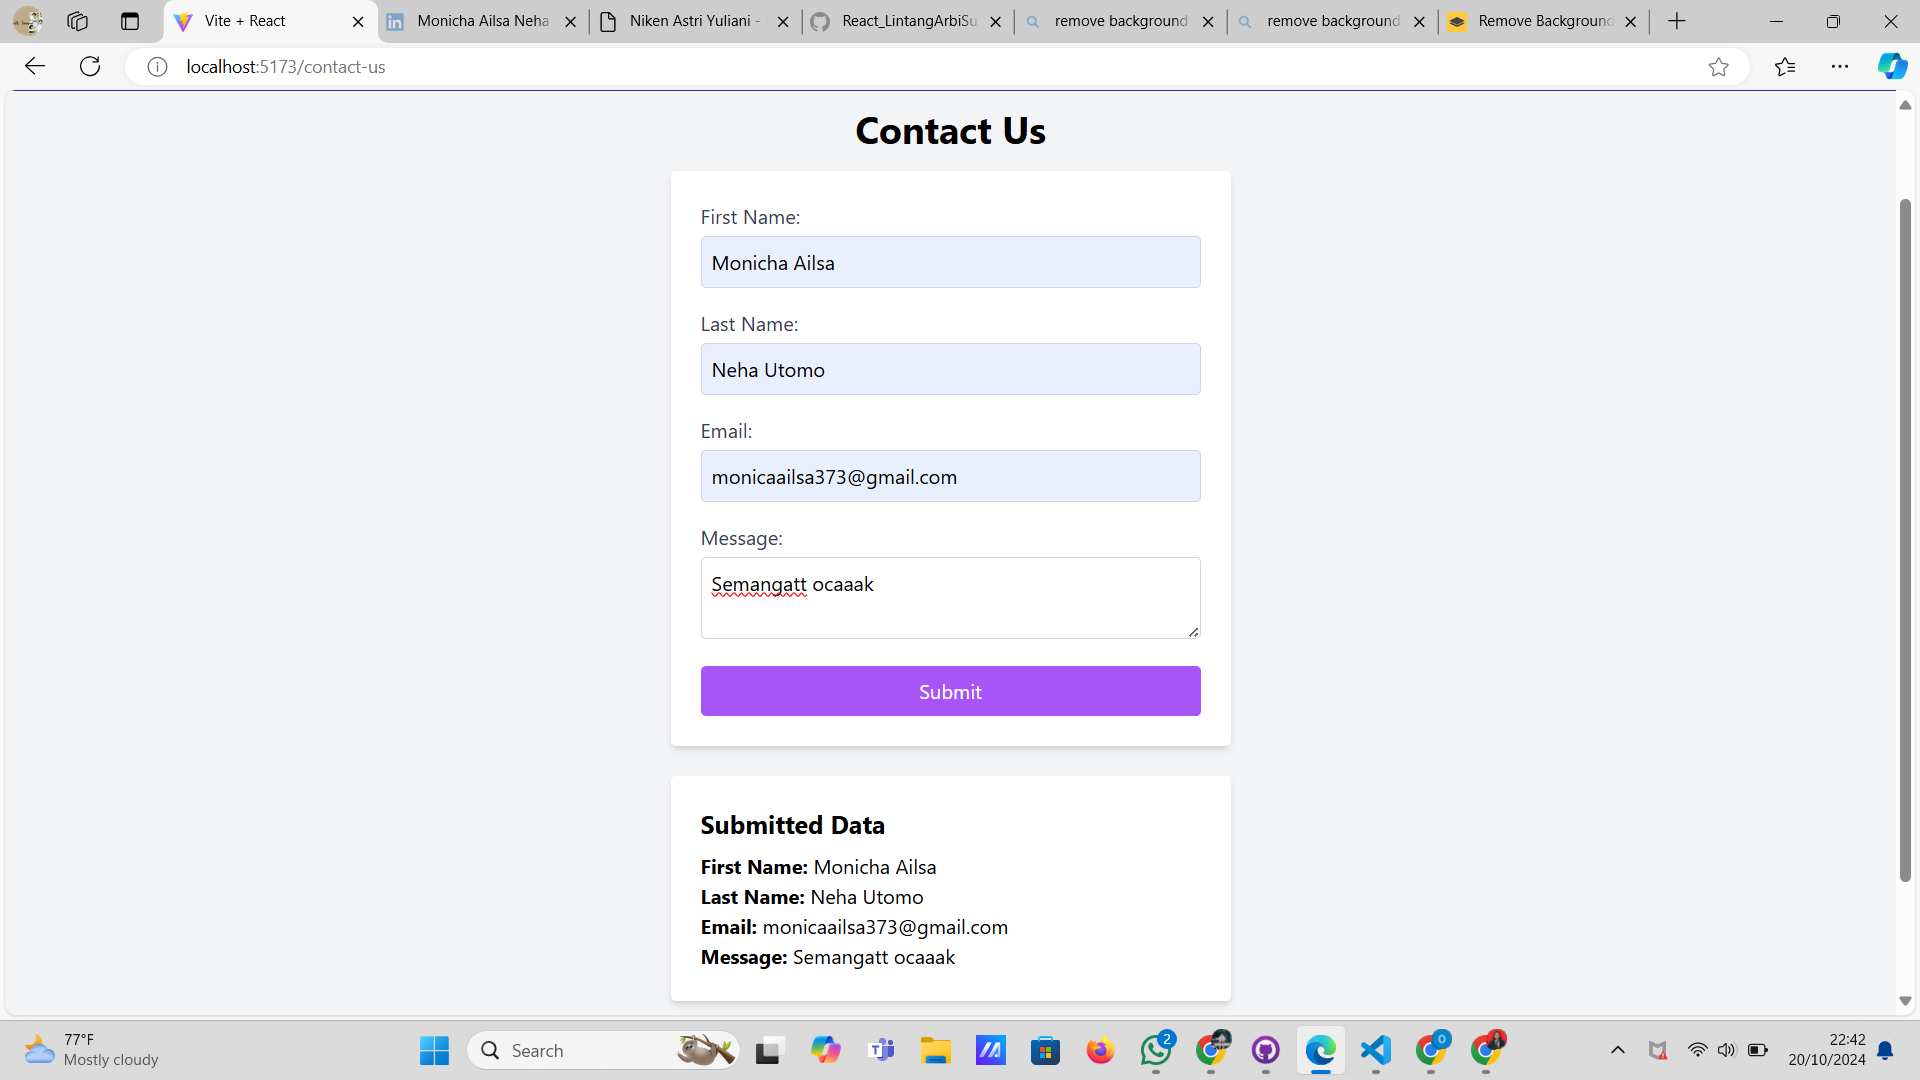 Vite + React
Monicha Ailsa Neha
Niken Astri Yuliani -
React_LintangArbiSu
remove background
remove background
Remove Background
localhost:5173/contact-us
Contact Us
First Name:
Monicha Ailsa
Last Name:
Neha Utomo
Email:
monicaailsa373@gmail.com
Message:
Semangatt ocaaak
Submit
Submitted Data
First Name: Monicha Ailsa
Last Name: Neha Utomo
Email: monicaailsa373@gmail.com
Message: Semangatt ocaaak
77°F
Mostly cloudy
Search
2
0
22:42
20/10/2024